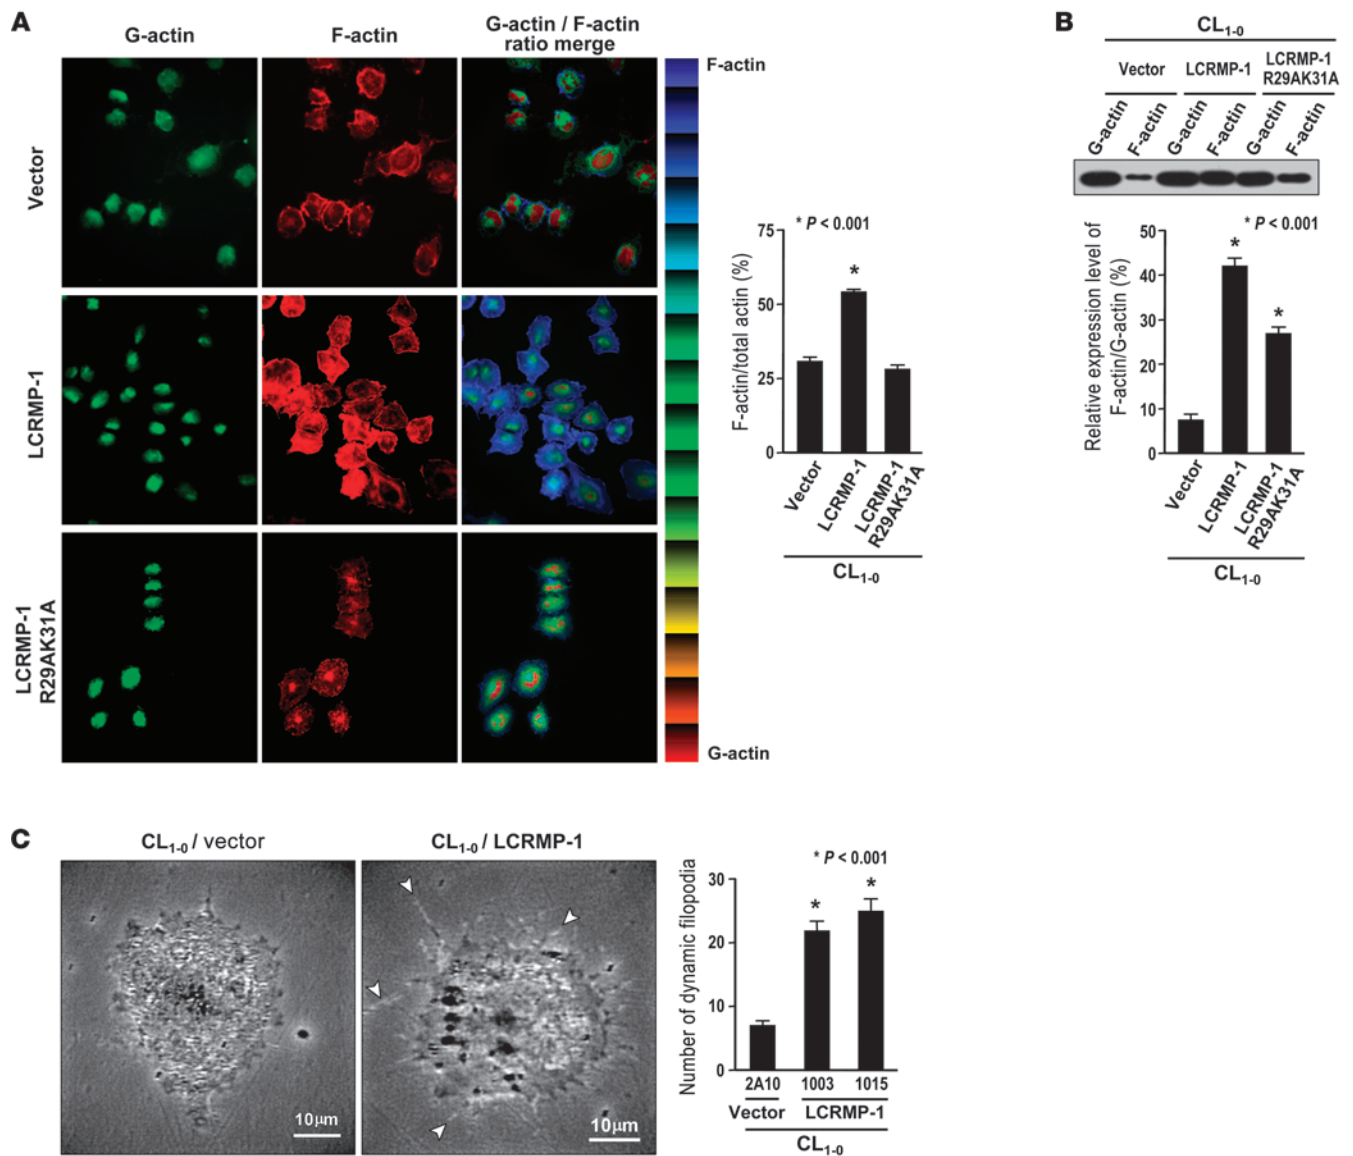 A
G-actin
F-actin
G-actin / F-actin
ratio merge
Vector
LCRMP-1
LCRMP-1
R29AK31A
F-actin
G-actin
* P < 0.001
F-actin/total actin (%)
75
50
25
0
*
Vector
LCRMP-1
LCRMP-1
R29AK31A
CL1-0
B
CL1-0
Vector
LCRMP-1
LCRMP-1
R29AK31A
G-actin
F-actin
G-actin
F-actin
G-actin
F-actin
* P < 0.001
Relative expression level of
F-actin/G-actin (%)
50
40
30
20
10
0
*
*
Vector
LCRMP-1
LCRMP-1
R29AK31A
CL1-0
C
CL1-0 / vector
CL1-0 / LCRMP-1
10μm
10μm
* P < 0.001
Number of dynamic filopodia
30
20
10
0
*
*
2A10
1003
1015
Vector
LCRMP-1
CL1-0